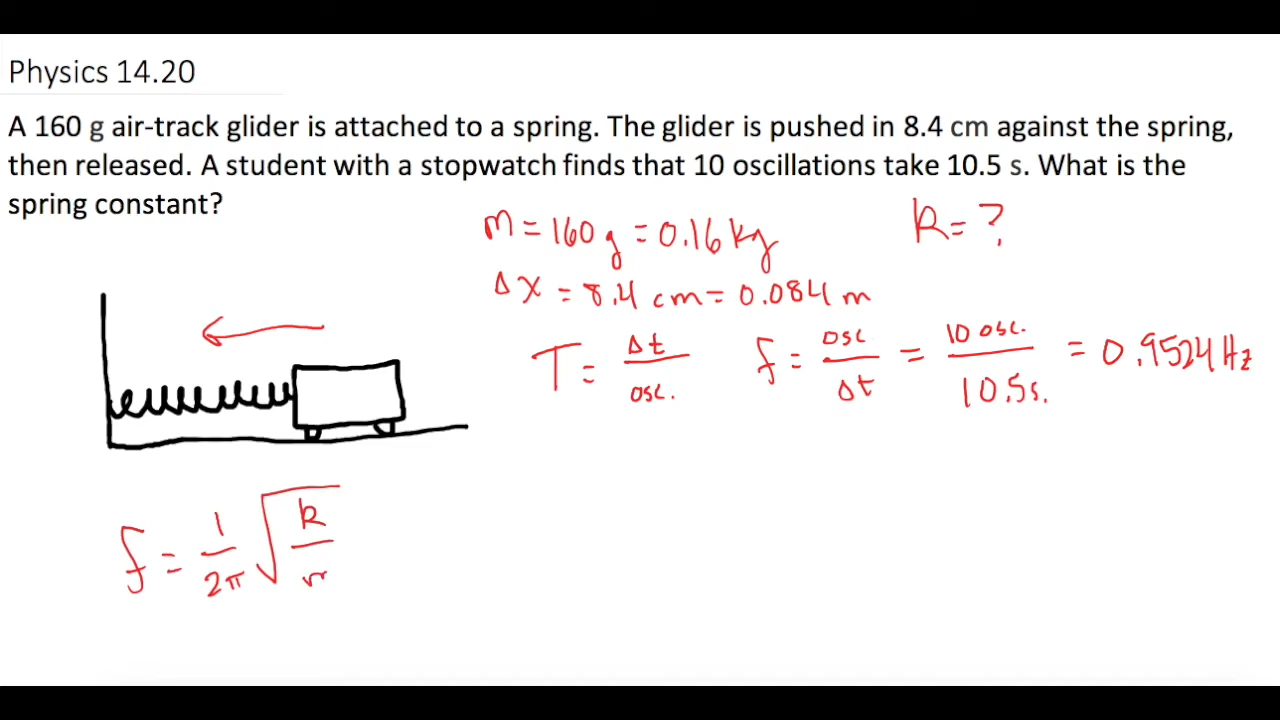 Physics 14.20
A 160 g air-track glider is attached to a spring. The glider is pushed in 8.4 cm against the spring,
then released. A student with a stopwatch finds that 10 oscillations take 10.5 s. What is the
spring constant?
m = 160 g = 0.16 kg
k = ?
Δx = 8.4 cm = 0.084 m
T = Δt / osc.
f = osc / Δt = 10 osc. / 10.5 s. = 0.9524 Hz
f = 1 / 2π √ k / m